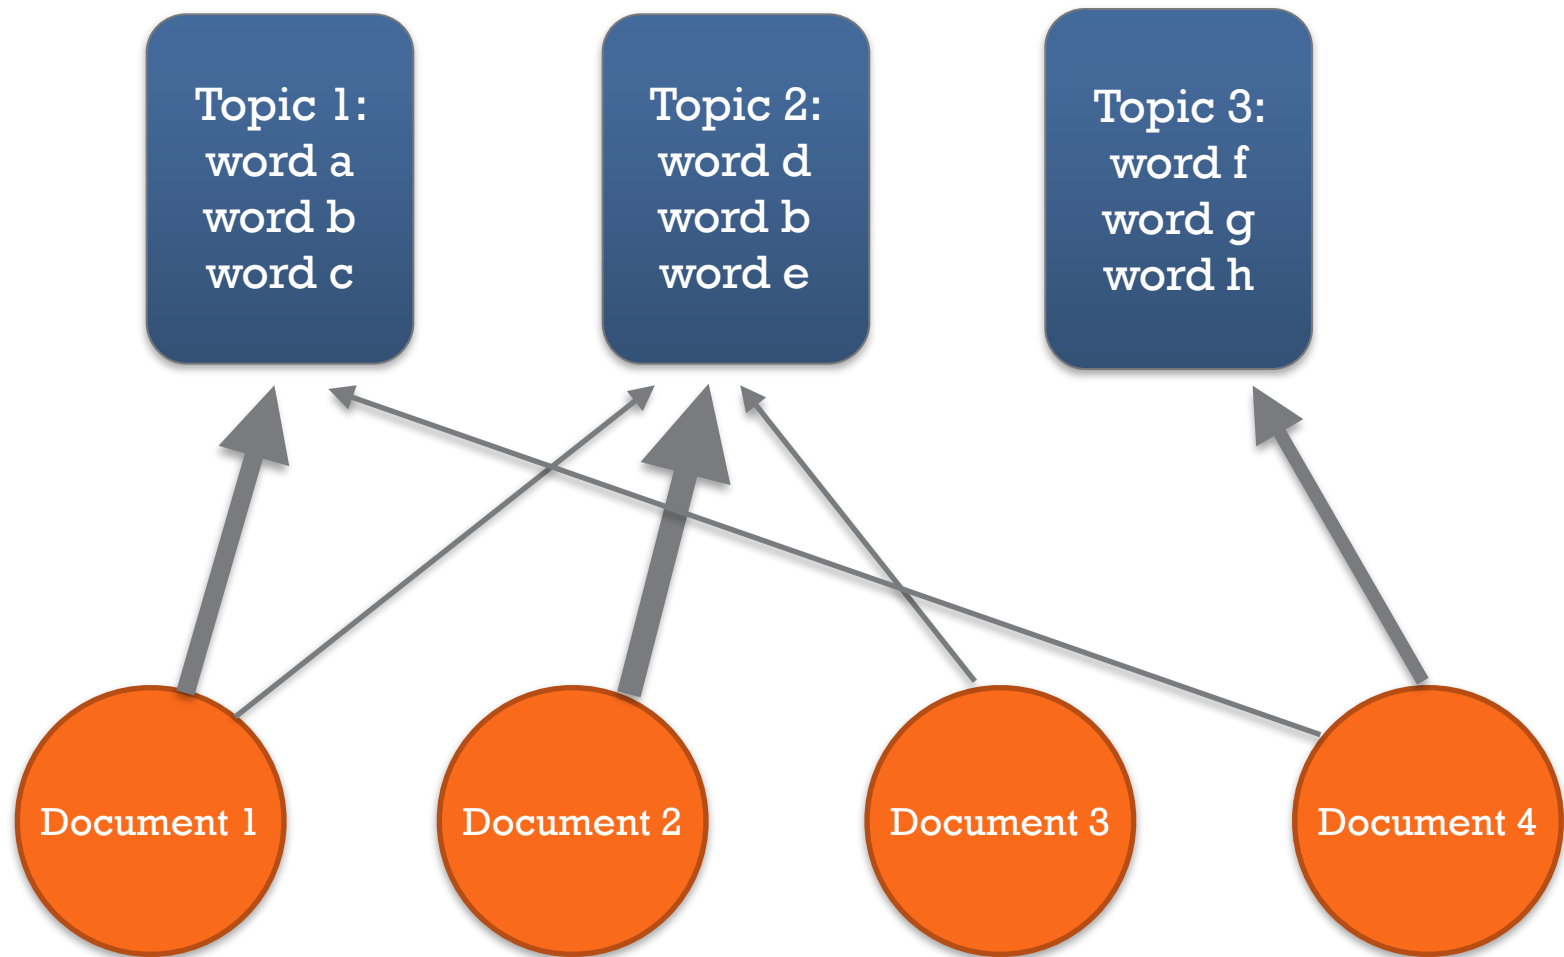 Topic 1:
word a
word b
word c
Topic 2:
word d
word b
word e
Topic 3:
word f
word g
word h
Document 1
Document 2
Document 3
Document 4